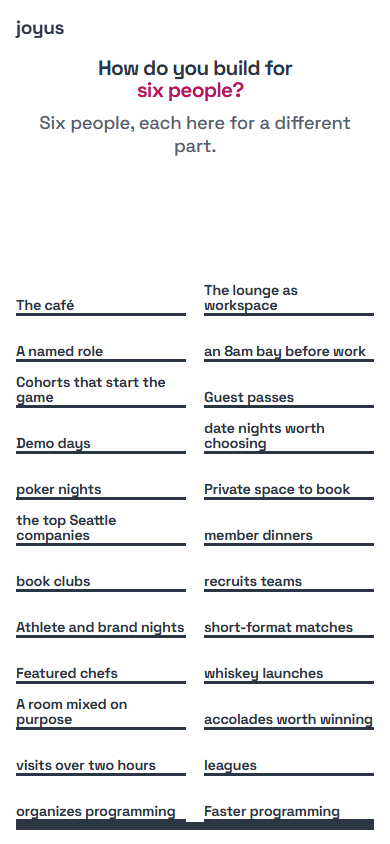 joyus
How do you build for
six people?
Six people, each here for a different
part.
The café
The lounge as
workspace
A named role
an 8am bay before work
Cohorts that start the
game
Guest passes
Demo days
date nights worth
choosing
poker nights
Private space to book
the top Seattle
companies
member dinners
book clubs
recruits teams
Athlete and brand nights
short-format matches
Featured chefs
whiskey launches
A room mixed on
purpose
accolades worth winning
visits over two hours
leagues
organizes programming
Faster programming